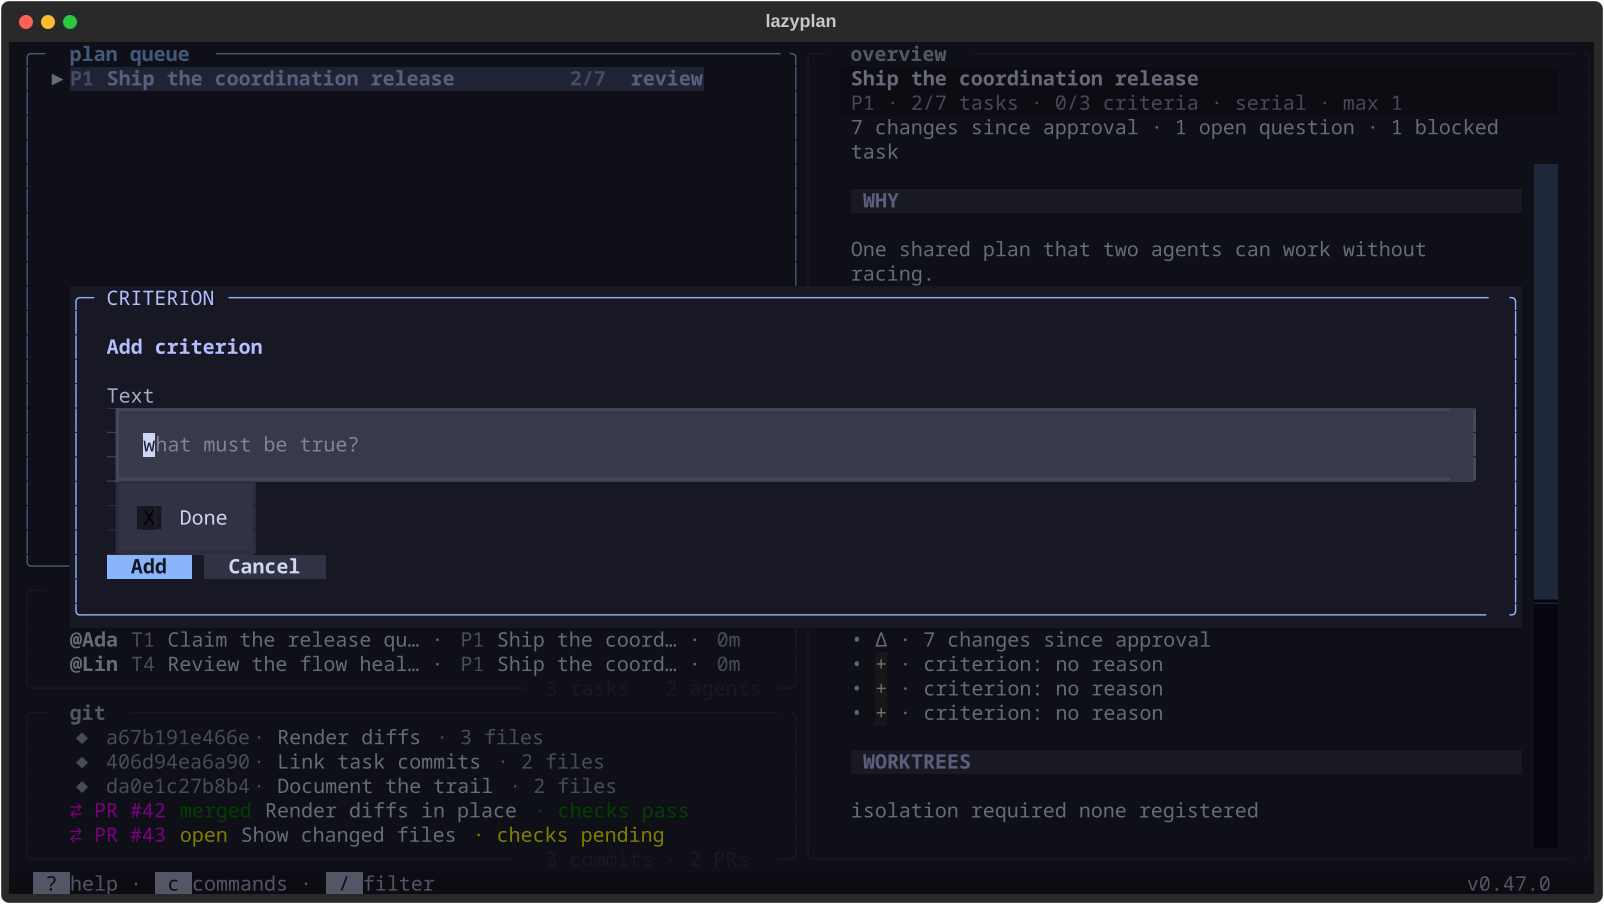 lazyplan
plan queue
▶ P1 Ship the coordination release 2/7 review
overview
Ship the coordination release
P1 · 2/7 tasks · 0/3 criteria · serial · max 1
7 changes since approval · 1 open question · 1 blocked
task
WHY
One shared plan that two agents can work without
racing.
CRITERION
Add criterion
Text
what must be true?
X Done
Add Cancel
@Ada T1 Claim the release qu… · P1 Ship the coord… · 0m
@Lin T4 Review the flow heal… · P1 Ship the coord… · 0m
3 tasks · 2 agents
git
◆ a67b191e466e · Render diffs · 3 files
◆ 406d94ea6a90 · Link task commits · 2 files
◆ da0e1c27b8b4 · Document the trail · 2 files
⇄ PR #42 merged Render diffs in place · checks pass
⇄ PR #43 open Show changed files · checks pending
3 commits · 2 PRs
• Δ · 7 changes since approval
• + · criterion: no reason
• + · criterion: no reason
• + · criterion: no reason
WORKTREES
isolation required none registered
? help · c commands · / filter
v0.47.0